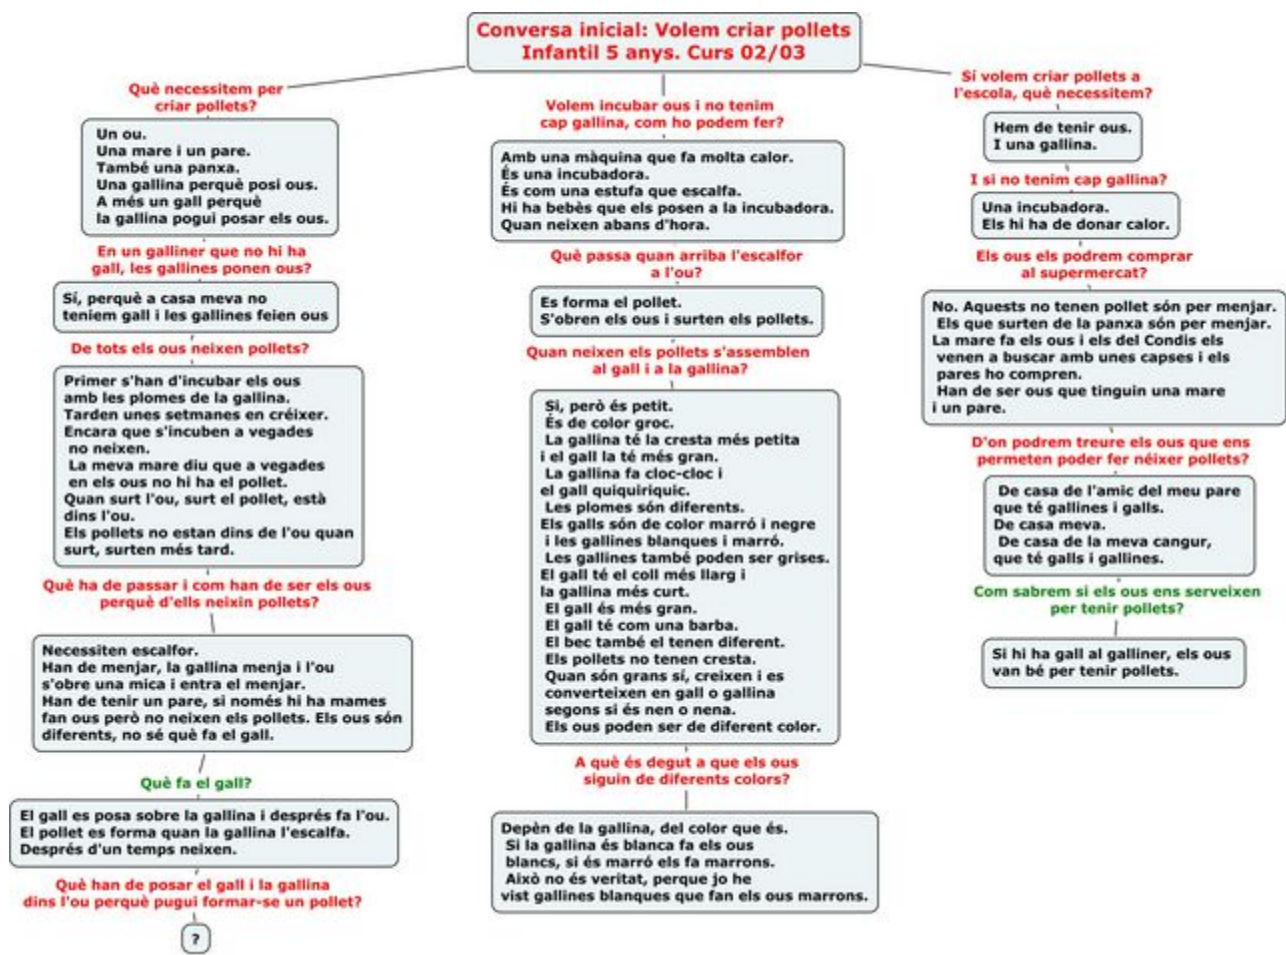 Conversa inicial: Volem criar pollets
Infantil 5 anys. Curs 02/03
Què necessitem per
criar pollets?
Un ou.
Una mare i un pare.
També una panxa.
Una gallina perquè posi ous.
A més un gall perquè
la gallina pogui posar els ous.
En un galliner que no hi ha
gall, les gallines ponen ous?
Sí, perquè a casa meva no
teniem gall i les gallines feien ous
De tots els ous neixen pollets?
Primer s'han d'incubar els ous
amb les plomes de la gallina.
Tarden unes setmanes en créixer.
Encara que s'incuben a vegades
no neixen.
La meva mare diu que a vegades
en els ous no hi ha el pollet.
Quan surt l'ou, surt el pollet, està
dins l'ou.
Els pollets no estan dins de l'ou quan
surt, surten més tard.
Què ha de passar i com han de ser els ous
perquè d'ells neixin pollets?
Necessiten escalfor.
Han de menjar, la gallina menja i l'ou
s'obre una mica i entra el menjar.
Han de tenir un pare, si només hi ha mames
fan ous però no neixen els pollets. Els ous són
diferents, no sé què fa el gall.
Què fa el gall?
El gall es posa sobre la gallina i després fa l'ou.
El pollet es forma quan la gallina l'escalfa.
Després d'un temps neixen.
Què han de posar el gall i la gallina
dins l'ou perquè pugui formar-se un pollet?
?
Volem incubar ous i no tenim
cap gallina, com ho podem fer?
Amb una màquina que fa molta calor.
És una incubadora.
És com una estufa que escalfa.
Hi ha bebès que els posen a la incubadora.
Quan neixen abans d'hora.
Què passa quan arriba l'escalfor
a l'ou?
Es forma el pollet.
S'obren els ous i surten els pollets.
Quan neixen els pollets s'assemblen
al gall i a la gallina?
Si, però és petit.
És de color groc.
La gallina té la cresta més petita
i el gall la té més gran.
La gallina fa cloc-cloc i
el gall quiquiriquic.
Les plomes són diferents.
Els galls són de color marró i negre
i les gallines blanques i marró.
Les gallines també poden ser grises.
El gall té el coll més llarg i
la gallina més curt.
El gall és més gran.
El gall té com una barba.
El bec també el tenen diferent.
Els pollets no tenen cresta.
Quan són grans sí, creixen i es
converteixen en gall o gallina
segons si és nen o nena.
Els ous poden ser de diferent color.
A què és degut a que els ous
siguin de diferents colors?
Depèn de la gallina, del color que és.
Si la gallina és blanca fa els ous
blancs, si és marró els fa marrons.
Això no és veritat, perque jo he
vist gallines blanques que fan els ous marrons.
Sí volem criar pollets a
l'escola, què necessitem?
Hem de tenir ous.
I una gallina.
I si no tenim cap gallina?
Una incubadora.
Els hi ha de donar calor.
Els ous els podrem comprar
al supermercat?
No. Aquests no tenen pollet són per menjar.
Els que surten de la panxa són per menjar.
La mare fa els ous i els del Condis els
venen a buscar amb unes capses i els
pares ho compren.
Han de ser ous que tinguin una mare
i un pare.
D'on podrem treure els ous que ens
permeten poder fer néixer pollets?
De casa de l'amic del meu pare
que té gallines i galls.
De casa meva.
De casa de la meva cangur,
que té galls i gallines.
Com sabrem si els ous ens serveixen
per tenir pollets?
Si hi ha gall al galliner, els ous
van bé per tenir pollets.